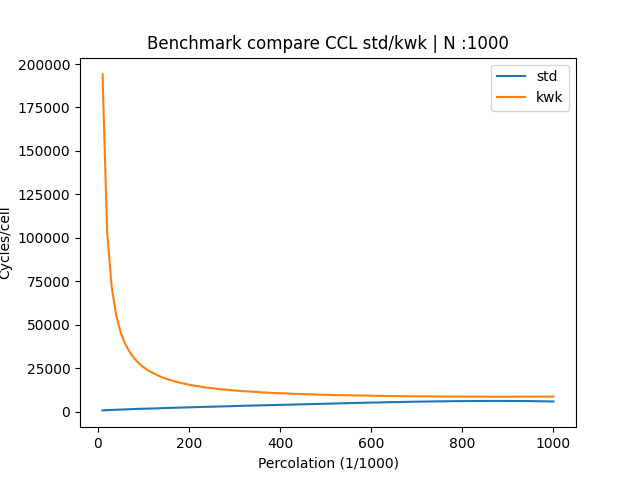 Benchmark compare CCL std/kwk | N :1000
std
kwk
200000
175000
150000
125000
100000
75000
50000
25000
0
Cycles/cell
0 200 400 600 800 1000
Percolation (1/1000)